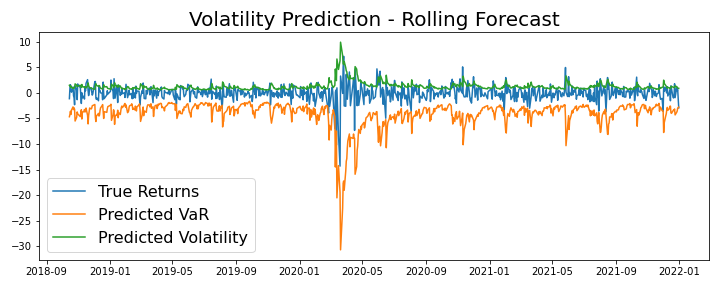 Volatility Prediction - Rolling Forecast
10
5
0
−5
−10
−15
−20
−25
−30
True Returns
Predicted VaR
Predicted Volatility
2018-09 2019-01 2019-05 2019-09 2020-01 2020-05 2020-09 2021-01 2021-05 2021-09 2022-01